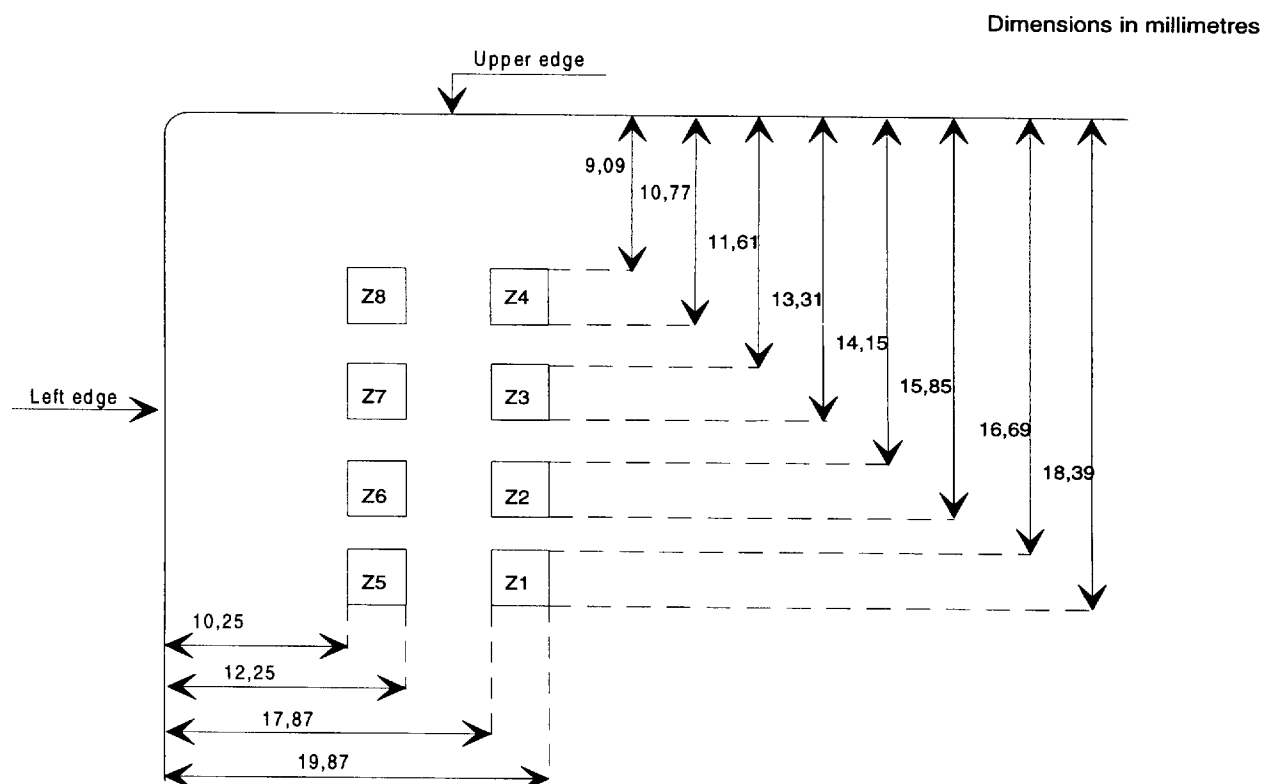 Dimensions in millimetres
Upper edge
9,09
10,77
11,61
Z8 Z4 13,31
14,15
Left edge Z7 Z3 15,85
16,69
18,39
Z6 Z2
Z5 Z1
10,25
12,25
17,87
19,87